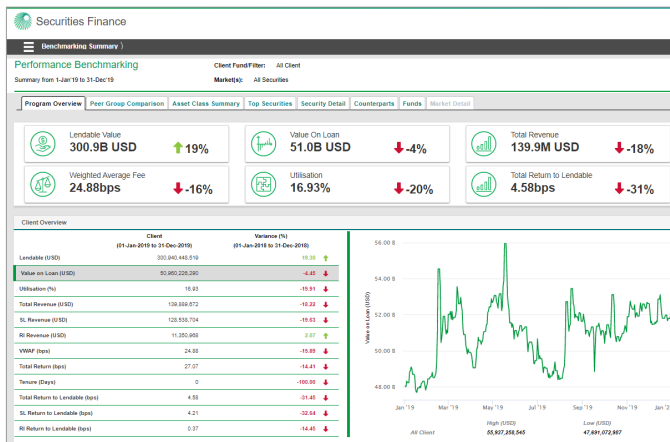 Securities Finance
Benchmarking Summary )
Performance Benchmarking
Client Fund/Filter: All Client
Summary from 1-Jan'19 to 31-Dec'19
Market(s): All Securities
Program Overview Peer Group Comparison Asset Class Summary Top Securities Security Detail Counterparts Funds Market Detail
Lendable Value
300.9B USD 19%
Value On Loan
51.0B USD -4%
Total Revenue
139.9M USD -18%
Weighted Average Fee
24.88bps -16%
Utilisation
16.93% -20%
Total Return to Lendable
4.58bps -31%
Client Overview
Client Variance (%)
(01-Jan-2019 to 31-Dec-2019) (01-Jan-2018 to 31-Dec-2018)
Lendable (USD) 300,940,448,519 19.30
Value on Loan (USD) 50,960,226,290 -4.45
Utilisation (%) 16.93 -19.91
Total Revenue (USD) 139,889,672 -18.22
SL Revenue (USD) 128,538,704 -19.63
RI Revenue (USD) 11,350,968 2.07
VWAF (bps) 24.88 -15.89
Total Return (bps) 27.07 -14.41
Tenure (Days) 0 -100.00
Total Return to Lendable (bps) 4.58 -31.45
SL Return to Lendable (bps) 4.21 -32.64
RI Return to Lendable (bps) 0.37 -14.45
Value on Loan (USD)
56.00 B
54.00 B
52.00 B
50.00 B
48.00 B
Jan '19 Mar '19 May '19 Jul '19 Sep '19 Nov '19 Jan '2
High (USD) Low (USD)
All Client 55,937,258,545 47,691,072,907